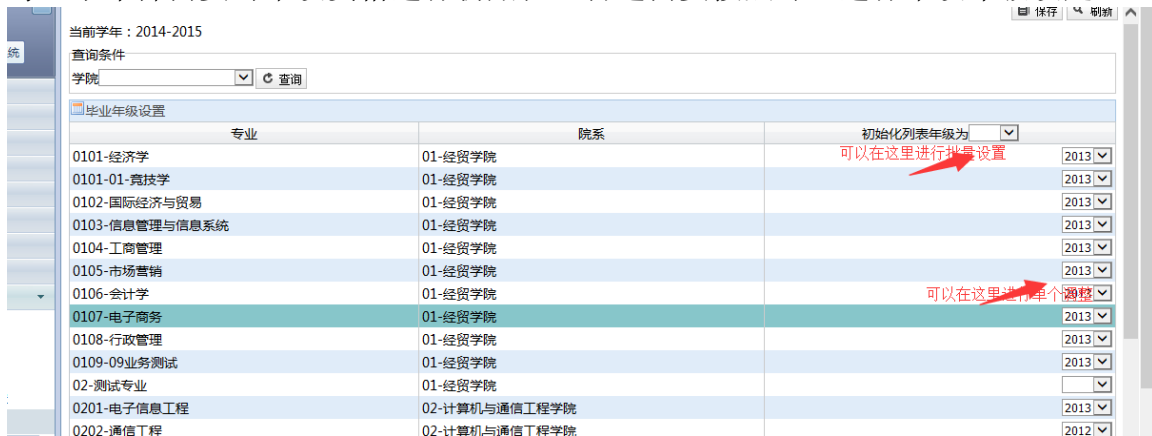 保存 刷新
当前学年：2014-2015
统
查询条件
学院 查询
毕业年级设置
专业 院系 初始化列表年级为
可以在这里进行批量设置
0101-经济学 01-经贸学院 2013
0101-01-竞技学 01-经贸学院 2013
0102-国际经济与贸易 01-经贸学院 2013
0103-信息管理与信息系统 01-经贸学院 2013
0104-工商管理 01-经贸学院 2013
0105-市场营销 01-经贸学院 2013
0106-会计学 01-经贸学院 2013
可以在这里进行单个调整
0107-电子商务 01-经贸学院 2013
0108-行政管理 01-经贸学院 2013
0109-09业务测试 01-经贸学院 2013
02-测试专业 01-经贸学院
0201-电子信息工程 02-计算机与通信工程学院 2013
0202-通信工程 02-计算机与通信工程学院 2012